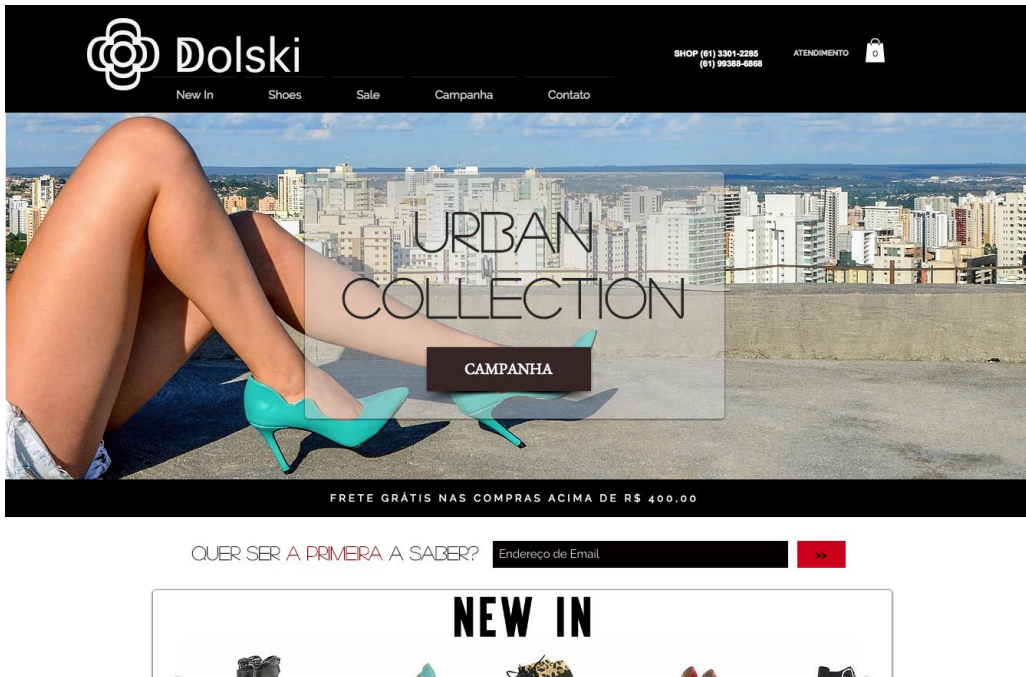 Dolski
SHOP (61) 3301-2285
(61) 99388-6868
ATENDIMENTO
0
New In
Shoes
Sale
Campanha
Contato
URBAN
COLLECTION
CAMPANHA
FRETE GRÁTIS NAS COMPRAS ACIMA DE R$ 400,00
QUER SER A PRIMEIRA A SABER?
Endereço de Email
>>
NEW IN